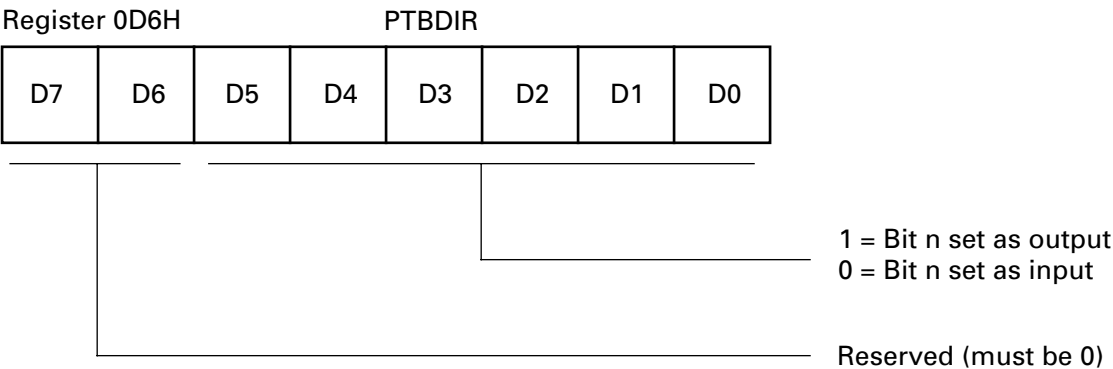 Register 0D6H PTBDIR
D7 D6 D5 D4 D3 D2 D1 D0
1 = Bit n set as output
0 = Bit n set as input
Reserved (must be 0)